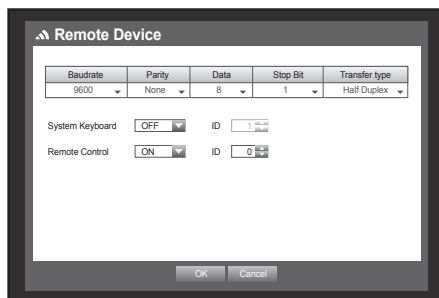 Remote Device
Baudrate Parity Data Stop Bit Transfer type
9600 None 8 1 Half Duplex
System Keyboard OFF ID 1
Remote Control ON ID 0
OK Cancel